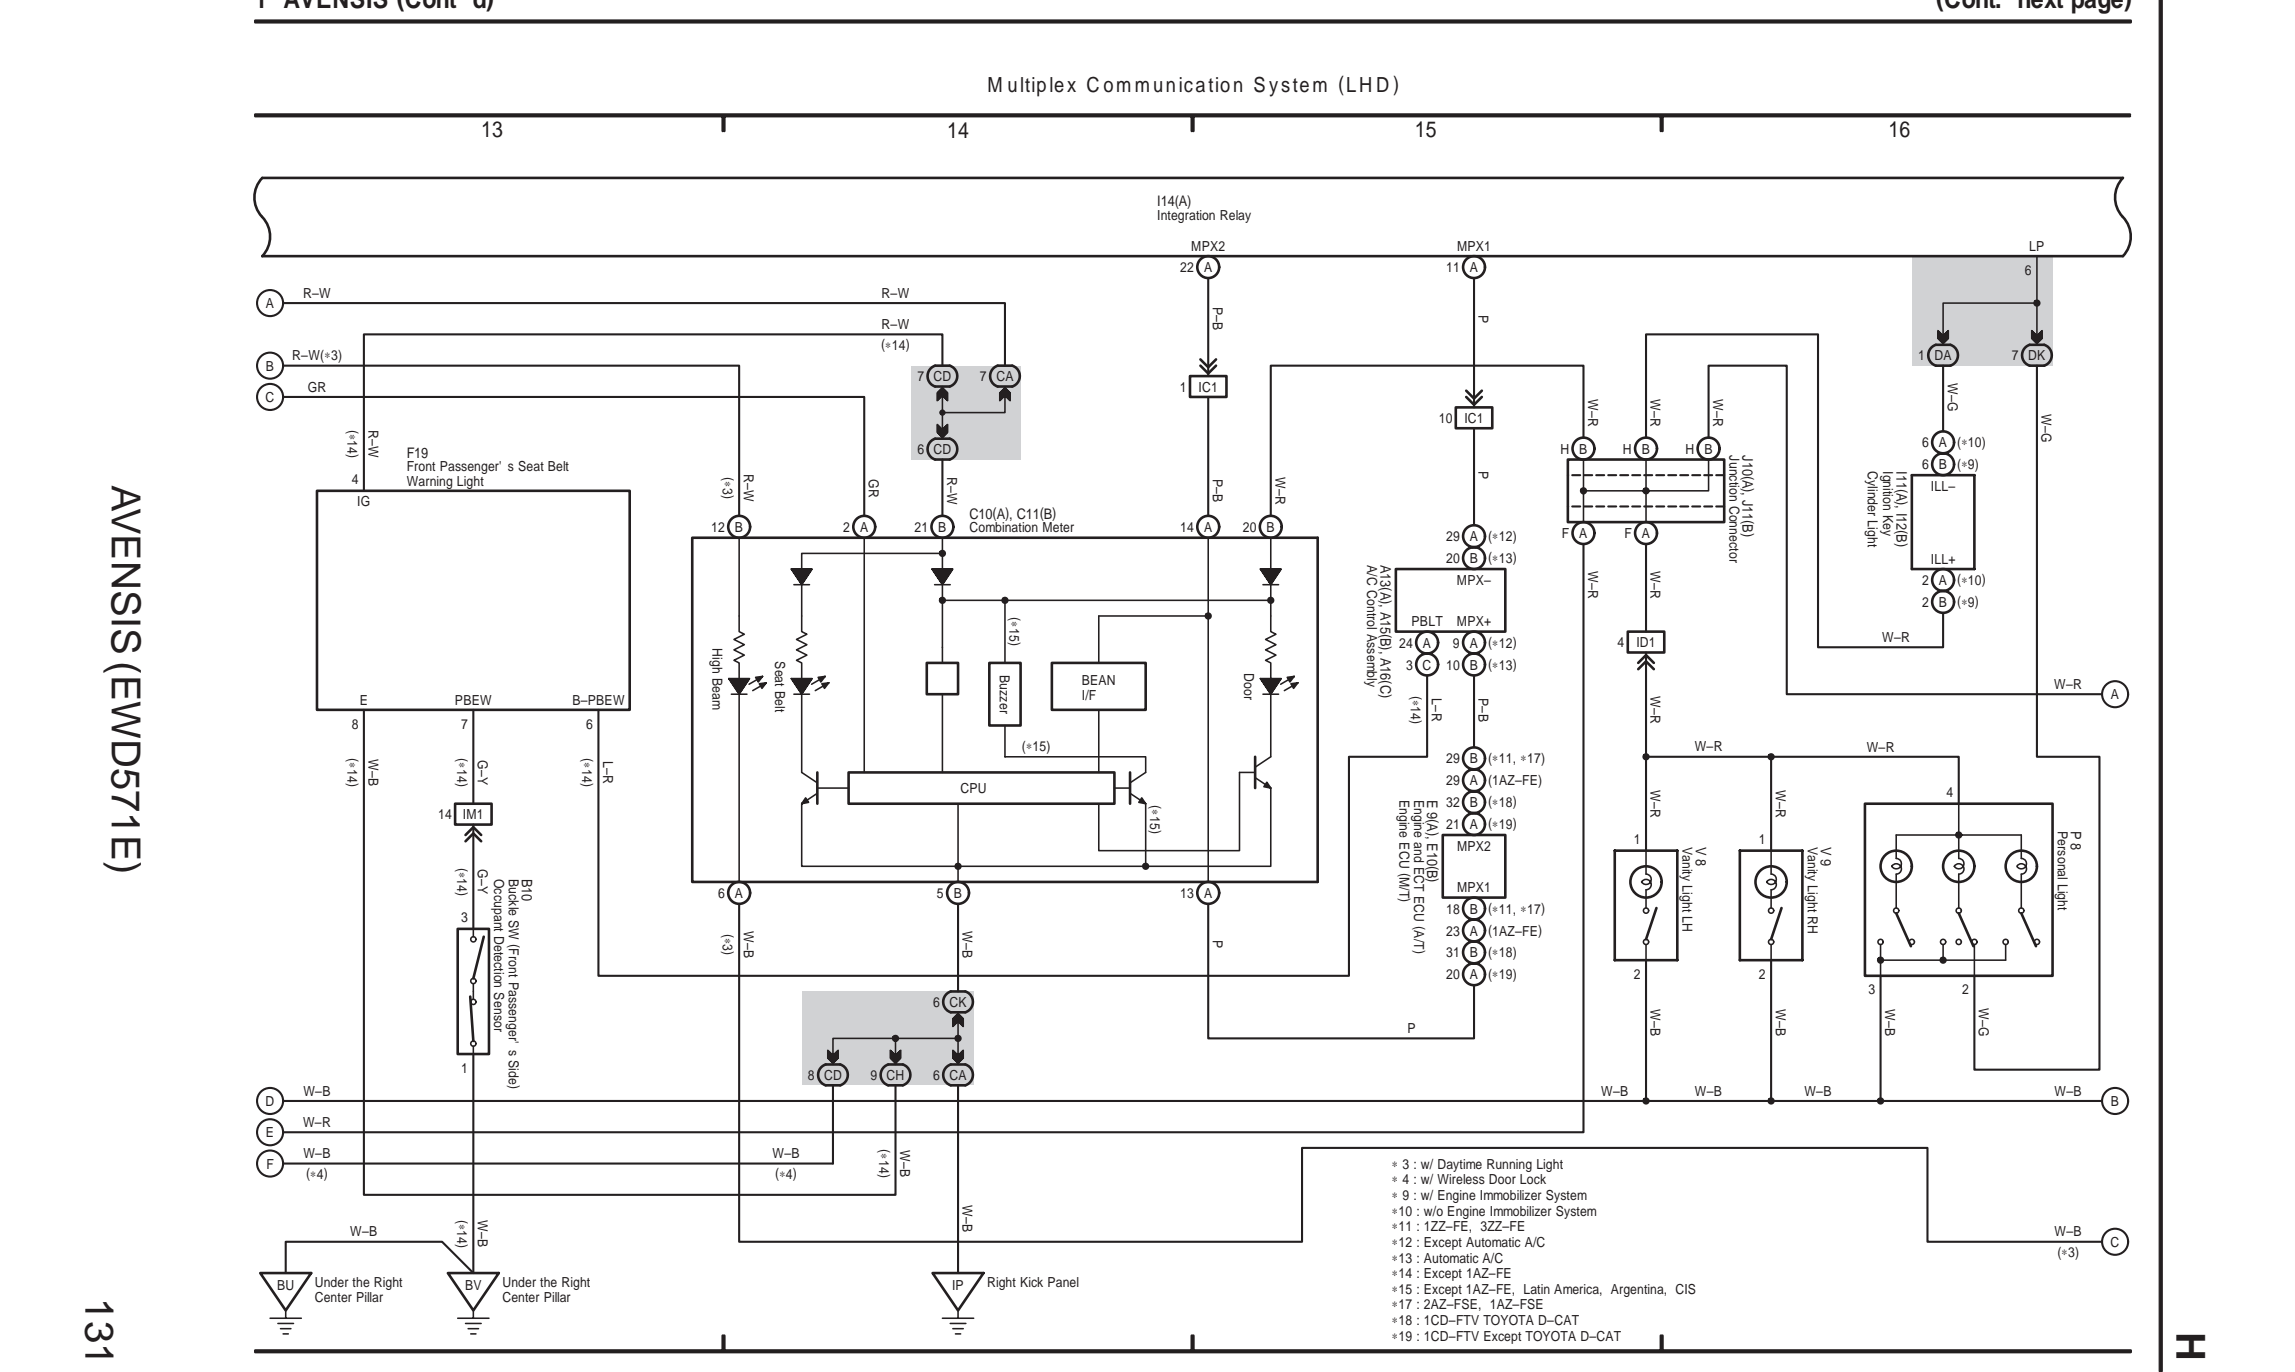 1 AVENSIS (Cont' d)
(Cont. next page)
Multiplex Communication System (LHD)
13
14
15
16
I14(A)
Integration Relay
MPX2
MPX1
LP
22 A
11 A
6
A
R–W
R–W
R–W
(*14)
B
R–W(*3)
C
GR
7 CD
7 CA
6 CD
P–B
1 IC1
P
10 IC1
1 DA
7 DK
W–G
W–G
R–W
(*14)
4
F19
Front Passenger' s Seat Belt
Warning Light
IG
E
PBEW
B–PBEW
8
7
6
R–W
(*3)
GR
R–W
P–B
W–R
P
12 B
2 A
21 B
C10(A), C11(B)
Combination Meter
14 A
20 B
High Beam
Seat Belt
(*15)
Buzzer
BEAN
I/F
Door
(*15)
CPU
(*15)
6 A
5 B
13 A
29 A (*12)
20 B (*13)
MPX–
PBLT MPX+
A13(A), A15(B), A16(C)
A/C Control Assembly
24 A
9 A (*12)
3 C
10 B (*13)
L–R
(*14)
P–B
29 B (*11, *17)
29 A (1AZ–FE)
32 B (*18)
21 A (*19)
MPX2
MPX1
E 9(A), E10(B)
Engine and ECT ECU (A/T)
Engine ECU (M/T)
18 B (*11, *17)
23 A (1AZ–FE)
31 B (*18)
20 A (*19)
P
W–R
W–R
W–R
H B
H B
H B
J10(A), J11(B)
Junction Connector
F A
F A
W–R
W–R
4 ID1
W–R
6 A (*10)
6 B (*9)
ILL–
ILL+
I11(A), I12(B)
Ignition Key
Cylinder Light
2 A (*10)
2 B (*9)
W–R
W–R
A
W–R
W–R
W–R
W–R
1
1
4
V 8
Vanity Light LH
V 9
Vanity Light RH
P 8
Personal Light
2
2
3
2
W–B
W–B
W–B
W–G
W–B
(*14)
G–Y
(*14)
L–R
(*14)
14 IM1
G–Y
(*14)
3
B10
Buckle SW (Front Passenger' s Side)
Occupant Detection Sensor
1
W–B
(*3)
W–B
P
6 CK
8 CD
9 CH
6 CA
D
W–B
W–B
W–B
W–B
W–B
B
E
W–R
F
W–B
(*4)
W–B
(*4)
W–B
(*14)
W–B
W–B
W–B
(*14)
W–B
(*3)
C
BU
Under the Right
Center Pillar
BV
Under the Right
Center Pillar
IP
Right Kick Panel
* 3 : w/ Daytime Running Light
* 4 : w/ Wireless Door Lock
* 9 : w/ Engine Immobilizer System
*10 : w/o Engine Immobilizer System
*11 : 1ZZ–FE, 3ZZ–FE
*12 : Except Automatic A/C
*13 : Automatic A/C
*14 : Except 1AZ–FE
*15 : Except 1AZ–FE, Latin America, Argentina, CIS
*17 : 2AZ–FSE, 1AZ–FSE
*18 : 1CD–FTV TOYOTA D–CAT
*19 : 1CD–FTV Except TOYOTA D–CAT
AVENSIS (EWD571E)
131
H